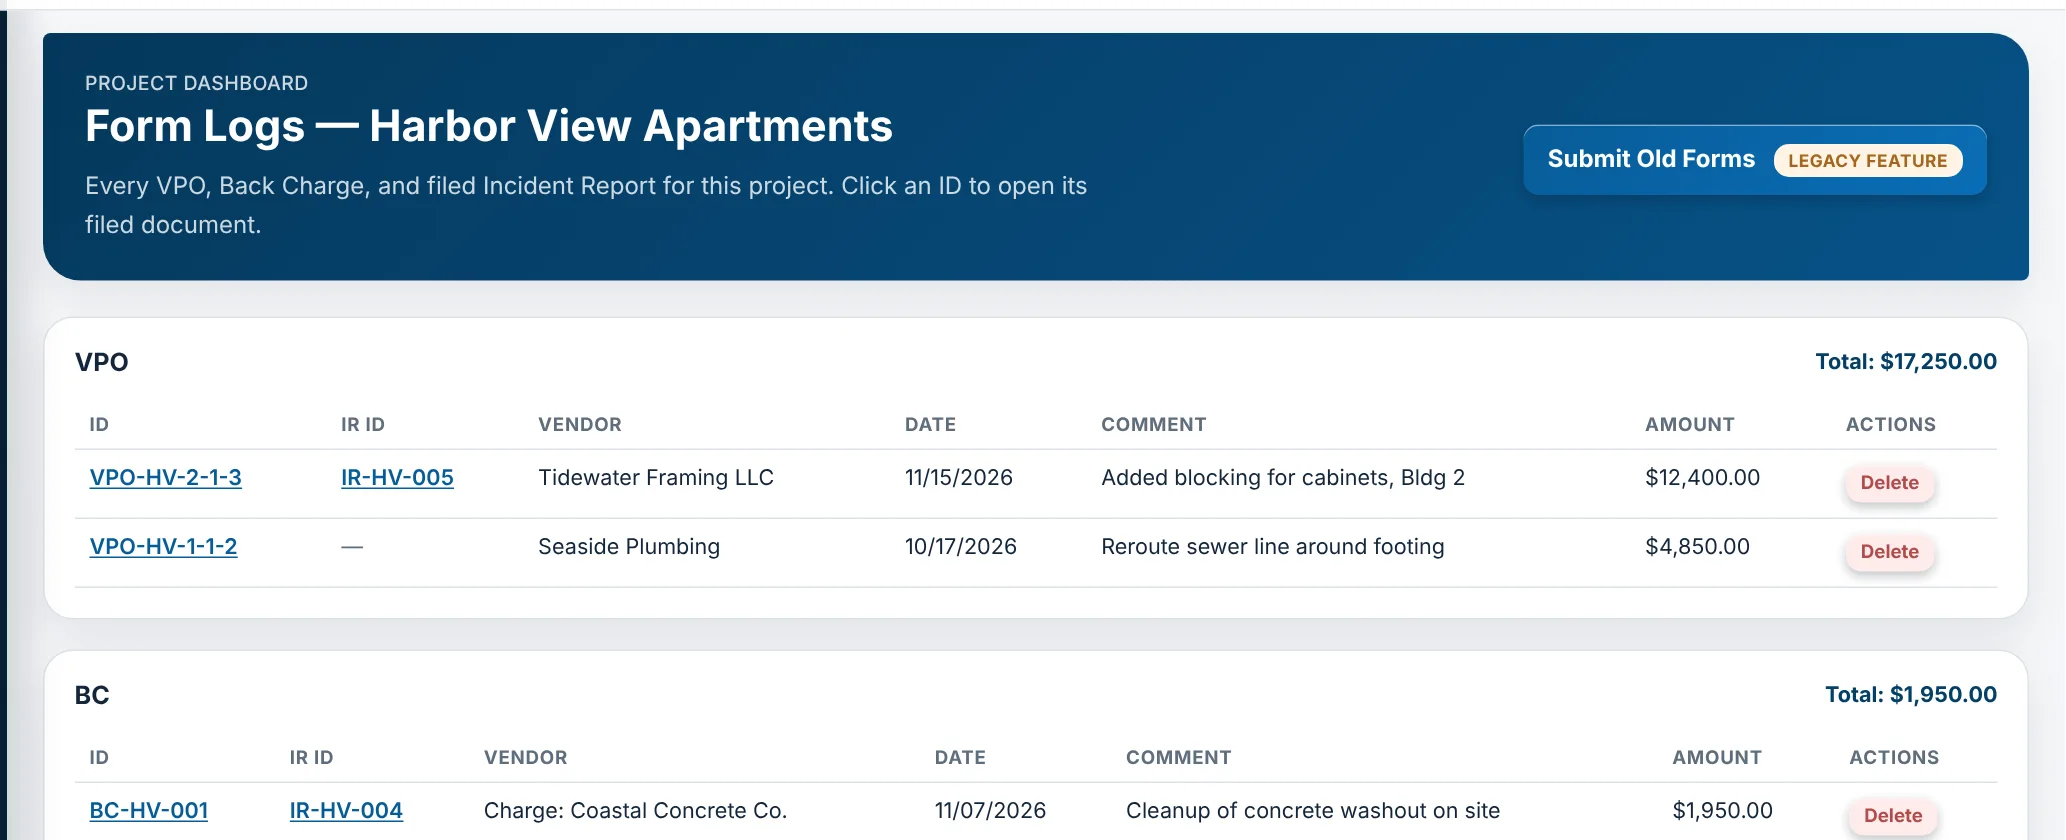 PROJECT DASHBOARD
Form Logs — Harbor View Apartments
Every VPO, Back Charge, and filed Incident Report for this project. Click an ID to open its
filed document.
Submit Old Forms LEGACY FEATURE
VPO Total: $17,250.00
ID IR ID VENDOR DATE COMMENT AMOUNT ACTIONS
VPO-HV-2-1-3 IR-HV-005 Tidewater Framing LLC 11/15/2026 Added blocking for cabinets, Bldg 2 $12,400.00 Delete
VPO-HV-1-1-2 — Seaside Plumbing 10/17/2026 Reroute sewer line around footing $4,850.00 Delete
BC Total: $1,950.00
ID IR ID VENDOR DATE COMMENT AMOUNT ACTIONS
BC-HV-001 IR-HV-004 Charge: Coastal Concrete Co. 11/07/2026 Cleanup of concrete washout on site $1,950.00 Delete